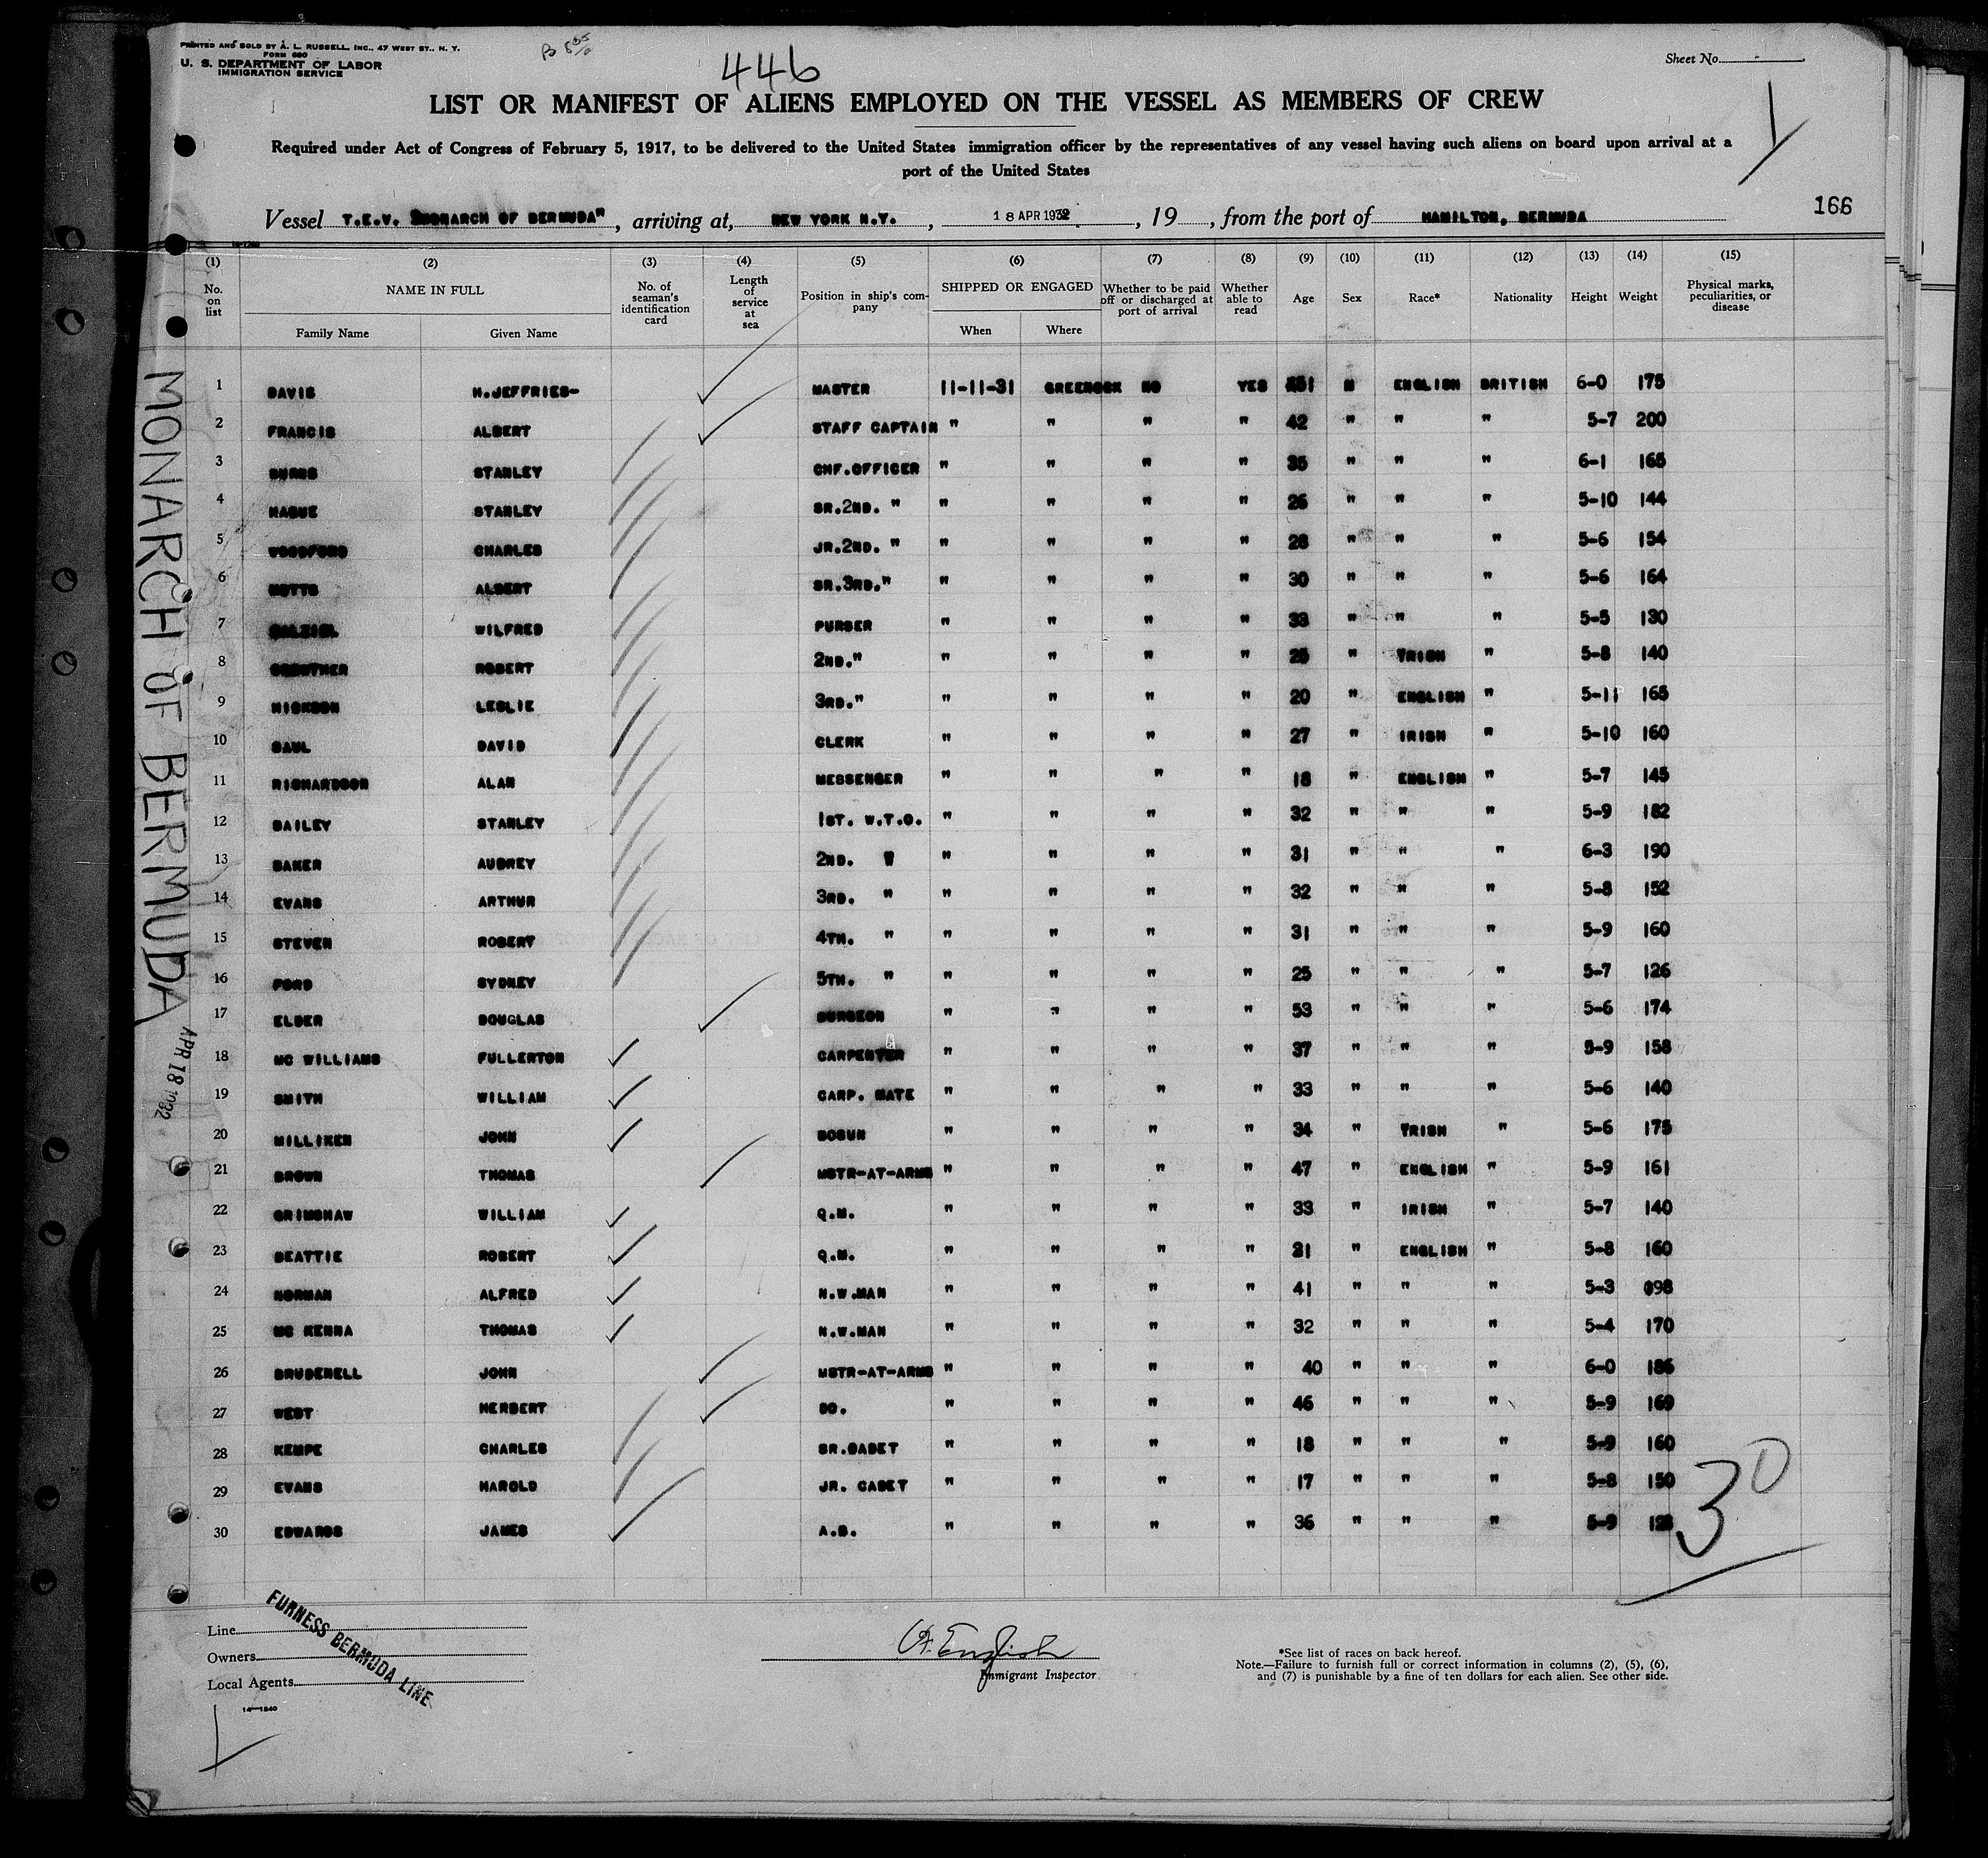 PRINTED AND SOLD BY A. L. RUSSELL, INC., 47 WEST ST., N. Y.
FORM 680
U. S. DEPARTMENT OF LABOR
IMMIGRATION SERVICE
446
Sheet No.
LIST OR MANIFEST OF ALIENS EMPLOYED ON THE VESSEL AS MEMBERS OF CREW
Required under Act of Congress of February 5, 1917, to be delivered to the United States immigration officer by the representatives of any vessel having such aliens on board upon arrival at a
port of the United States
Vessel T.E.V. "MONARCH OF BERMUDA", arriving at, NEW YORK N.Y., 18 APR 1932, 19, from the port of HAMILTON, BERMUDA
166
(1) (2) (3) (4) (5) (6) (7) (8) (9) (10) (11) (12) (13) (14) (15)
No. on list NAME IN FULL Family Name Given Name No. of seaman's identification card Length of service at sea Position in ship's company SHIPPED OR ENGAGED When Where Whether to be paid off or discharged at port of arrival Whether able to read Age Sex Race* Nationality Height Weight Physical marks, peculiarities, or disease
1 DAVIS H.JEFFRIES- MASTER 11-11-31 GREENOCK NO YES 51 M ENGLISH BRITISH 6-0 175
2 FRANCIS ALBERT STAFF CAPTAIN " " " " 42 " " " 5-7 200
3 BURNS STANLEY CHF.OFFICER " " " " 35 " " " 6-1 165
4 HAGUE STANLEY SR.2ND. " " " " " 26 " " " 5-10 144
5 WOODFORD CHARLES JR.2ND. " " " " " 28 " " " 5-6 154
6 ALBERT SR.3RD." " " " " 30 " " " 5-6 164
7 DALZIEL WILFRED PURSER " " " " 33 " " " 5-5 130
8 ROBERT 2ND." " " " " 25 " IRISH " 5-8 140
9 HICKSON LESLIE 3RD." " " " " 20 " ENGLISH " 5-11 165
10 SAUL DAVID CLERK " " " " 27 " IRISH " 5-10 160
11 RICHARDSON ALAN MESSENGER " " " " 18 " ENGLISH " 5-7 145
12 BAILEY STANLEY 1ST. W.T.O. " " " " 32 " " " 5-9 182
13 BAKER AUBREY 2ND. " " " " " 31 " " " 6-3 190
14 EVANS ARTHUR 3RD. " " " " " 32 " " " 5-8 152
15 STEVEN ROBERT 4TH. " " " " " 31 " " " 5-9 160
16 FORD SYDNEY 5TH. " " " " " 25 " " " 5-7 126
17 ELDER DOUGLAS SURGEON " " " " 53 " " " 5-6 174
18 MC WILLIAMS FULLERTON CARPENTER " " " " 37 " " " 5-9 158
19 SMITH WILLIAM CARP. MATE " " " " 33 " " " 5-6 140
20 MILLIKEN JOHN BOSUN " " " " 34 " IRISH " 5-6 175
21 BROWN THOMAS MSTR-AT-ARMS " " " " 47 " ENGLISH " 5-9 161
22 GRIMSHAW WILLIAM Q.M. " " " " 33 " IRISH " 5-7 140
23 BEATTIE ROBERT Q.M. " " " " 21 " ENGLISH " 5-8 160
24 NORMAN ALFRED N.W.MAN " " " " 41 " " " 5-3 098
25 MC KENNA THOMAS N.W.MAN " " " " 32 " " " 5-4 170
26 BRUDENELL JOHN MSTR-AT-ARMS " " " " 40 " " " 6-0 186
27 WEST HERBERT DO. " " " " 46 " " " 5-9 169
28 KEMPE CHARLES SR.CADET " " " " 18 " " " 5-9 160
29 EVANS HAROLD JR. CADET " " " " 17 " " " 5-8 150
30 EDWARDS JAMES A.B. " " " " 36 " " " 5-9
30
MONARCH OF BERMUDA
APR 18 1932
Line
Owners
Local Agents
FURNESS BERMUDA LINE
14-1240
English
Immigrant Inspector.
*See list of races on back hereof.
Note.—Failure to furnish full or correct information in columns (2), (5), (6),
and (7) is punishable by a fine of ten dollars for each alien. See other side.